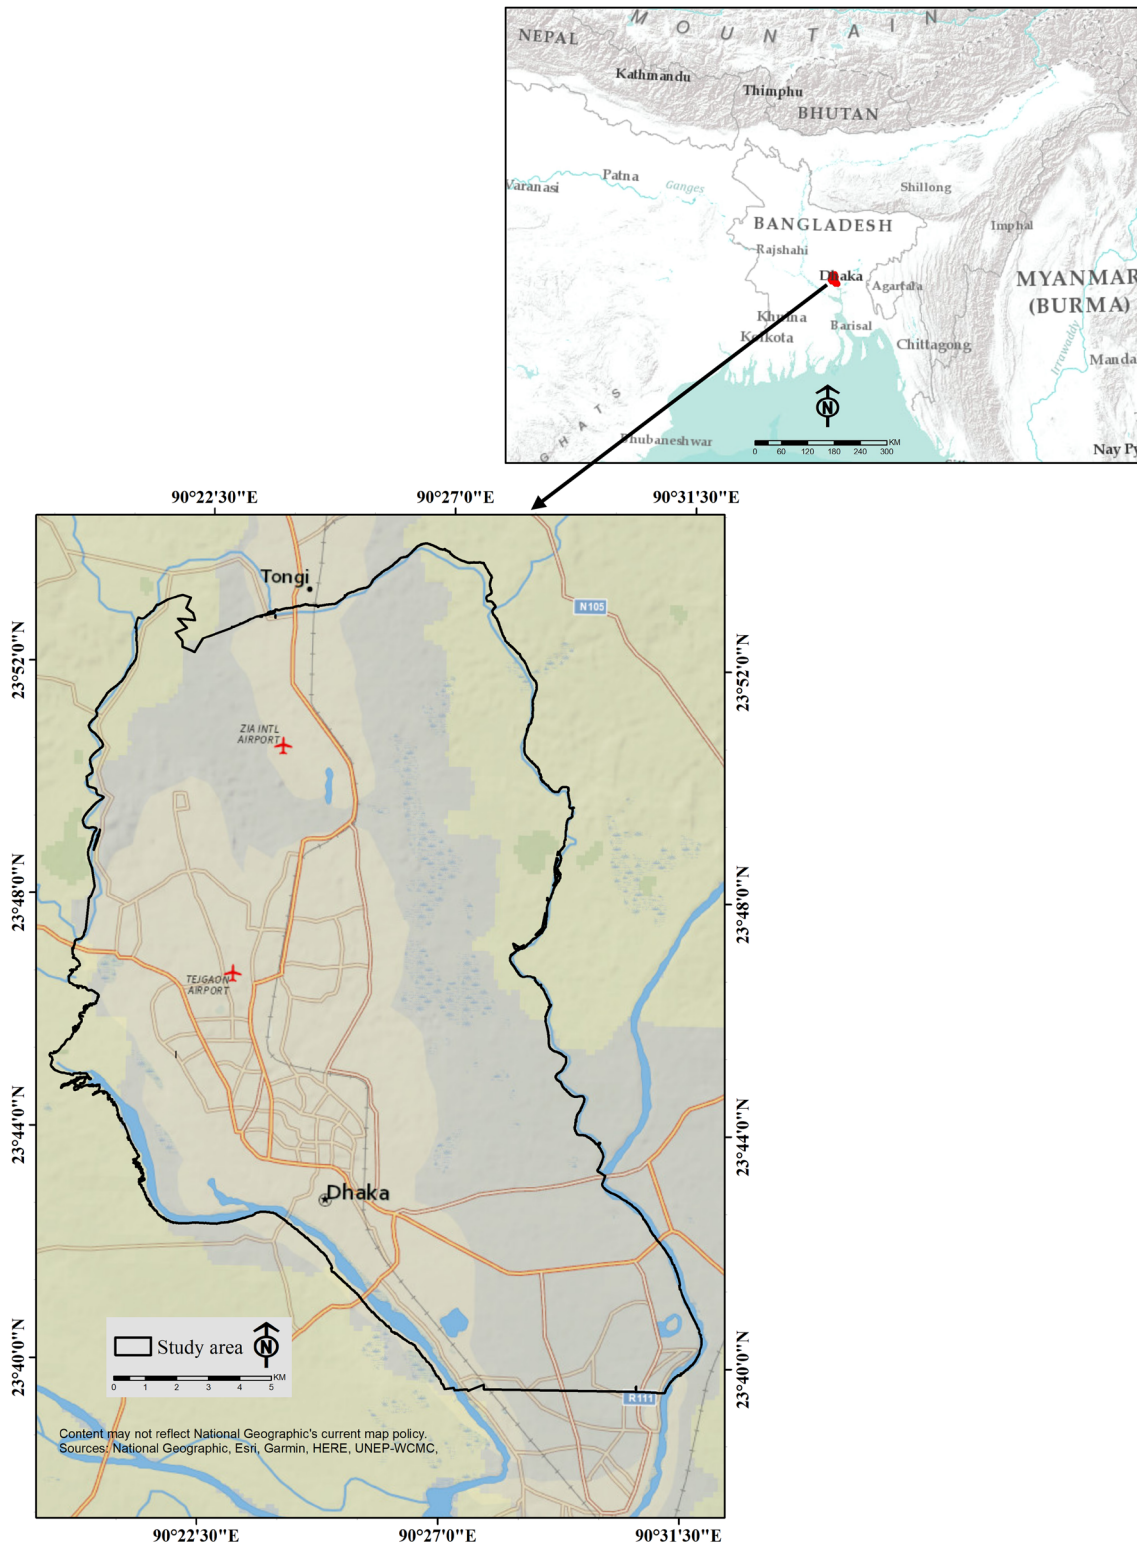 M O U N T A I N
NEPAL
Kathmandu
Thimphu
BHUTAN
Varanasi
Patna
Ganges
Shillong
BANGLADESH
Imphal
Rajshahi
Dhaka
Agartala
MYANMAR
(BURMA)
Khulna
Barisal
Kolkota
Chittagong
Irrawaddy
Manda
G H A T S
N
Bhubaneshwar
0 60 120 180 240 300 KM
Nay Py
90°22'30"E 90°27'0"E 90°31'30"E
Tongi
N105
23°52'0"N
23°52'0"N
ZIA INTL
AIRPORT
23°48'0"N
23°48'0"N
TEJGAON
AIRPORT
23°44'0"N
23°44'0"N
Dhaka
Study area
N
0 1 2 3 4 5 KM
23°40'0"N
23°40'0"N
R111
Content may not reflect National Geographic's current map policy.
Sources: National Geographic, Esri, Garmin, HERE, UNEP-WCMC,
90°22'30"E 90°27'0"E 90°31'30"E